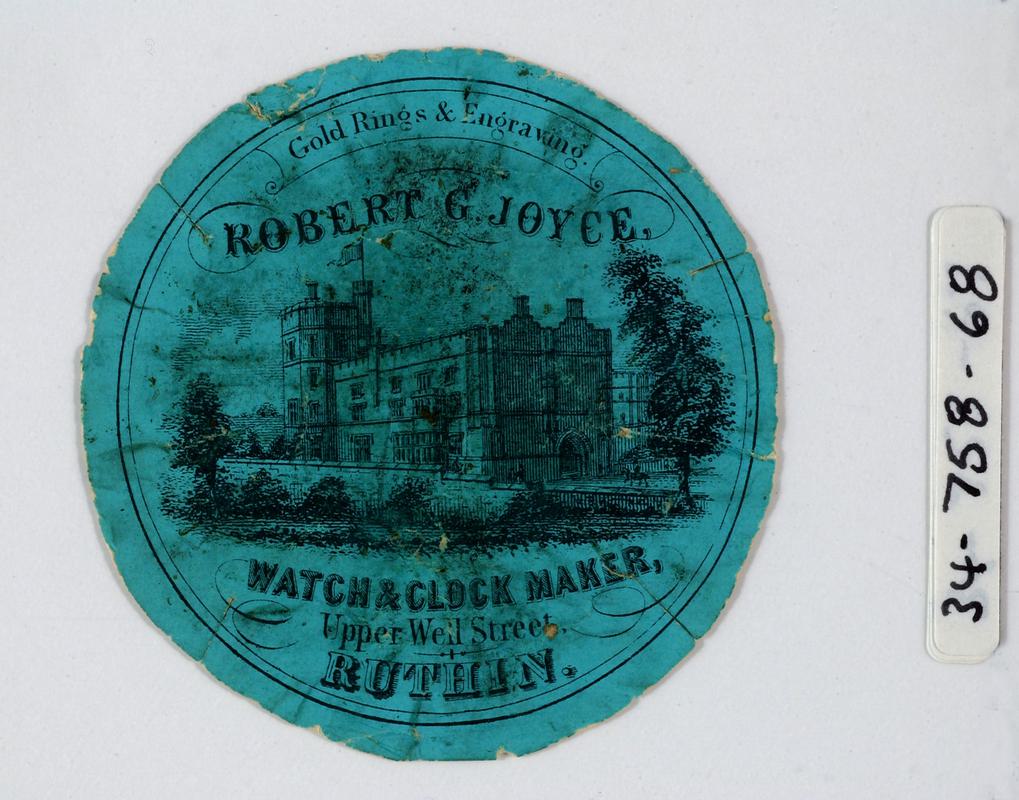 Gold Rings & Engraving.
ROBERT G. JOYCE,
WATCH & CLOCK MAKER,
Upper Well Street,
RUTHIN.
34-758-68